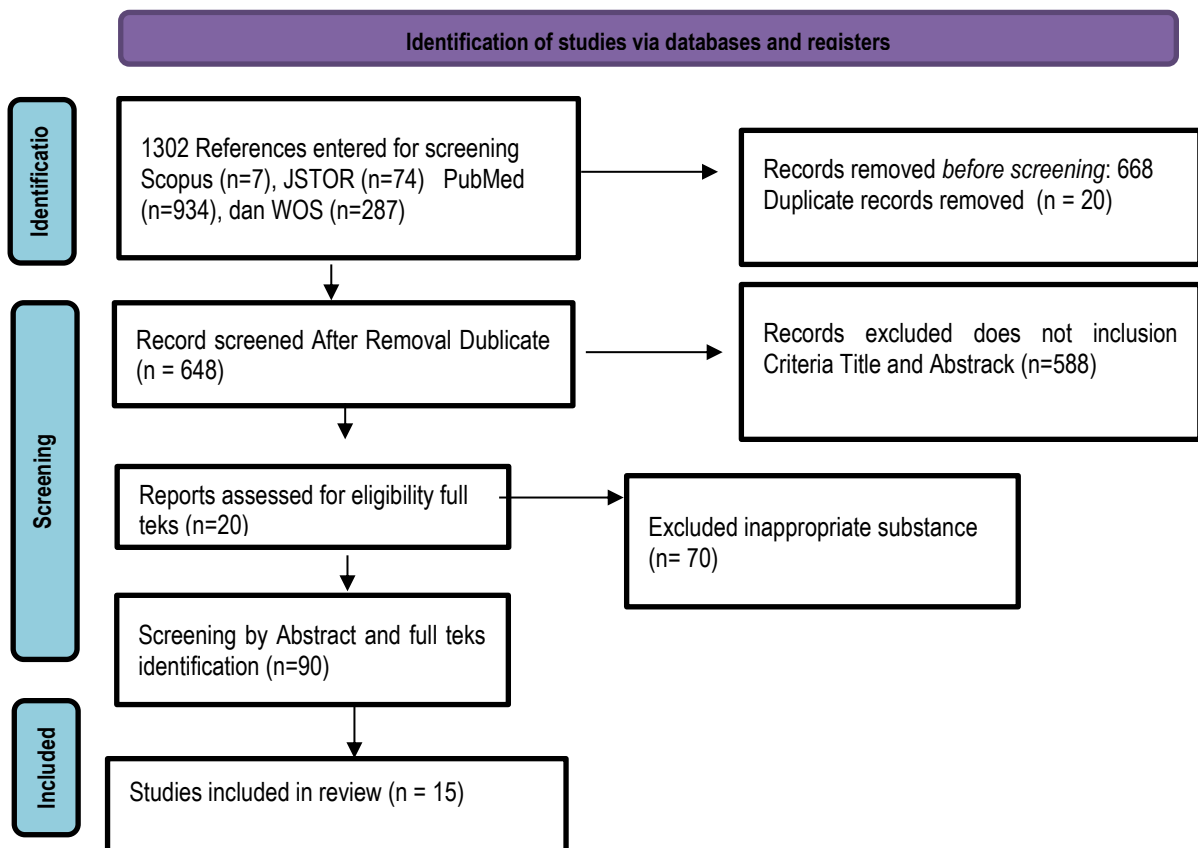 Identification of studies via databases and registers
Identificatio
1302 References entered for screening
Scopus (n=7), JSTOR (n=74) PubMed
(n=934), dan WOS (n=287)
Records removed before screening: 668
Duplicate records removed (n = 20)
Screening
Record screened After Removal Dublicate
(n = 648)
Records excluded does not inclusion
Criteria Title and Abstrack (n=588)
Reports assessed for eligibility full
teks (n=20)
Excluded inappropriate substance
(n= 70)
Screening by Abstract and full teks
identification (n=90)
Included
Studies included in review (n = 15)